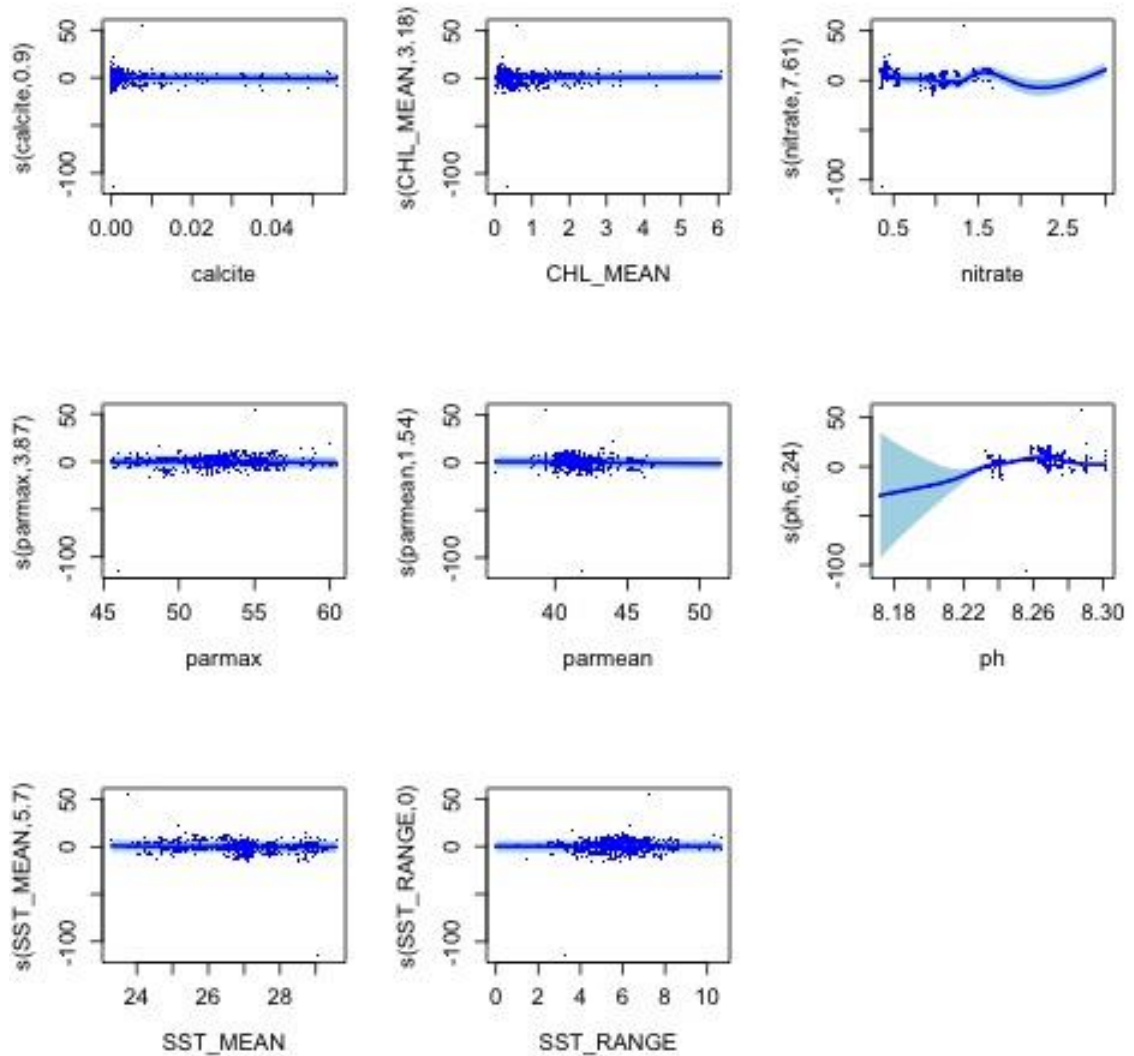 s(calcite,0.9)
50
0
-100
0.00 0.02 0.04
calcite
s(CHL_MEAN,3.18)
50
0
-100
0 1 2 3 4 5 6
CHL_MEAN
s(nitrate,7.61)
50
0
-100
0.5 1.5 2.5
nitrate
s(parmax,3.87)
50
0
-100
45 50 55 60
parmax
s(parmean,1.54)
50
0
-100
40 45 50
parmean
s(ph,6.24)
50
0
-100
8.18 8.22 8.26 8.30
ph
s(SST_MEAN,5.7)
50
0
-100
24 26 28
SST_MEAN
s(SST_RANGE,0)
50
0
-100
0 2 4 6 8 10
SST_RANGE